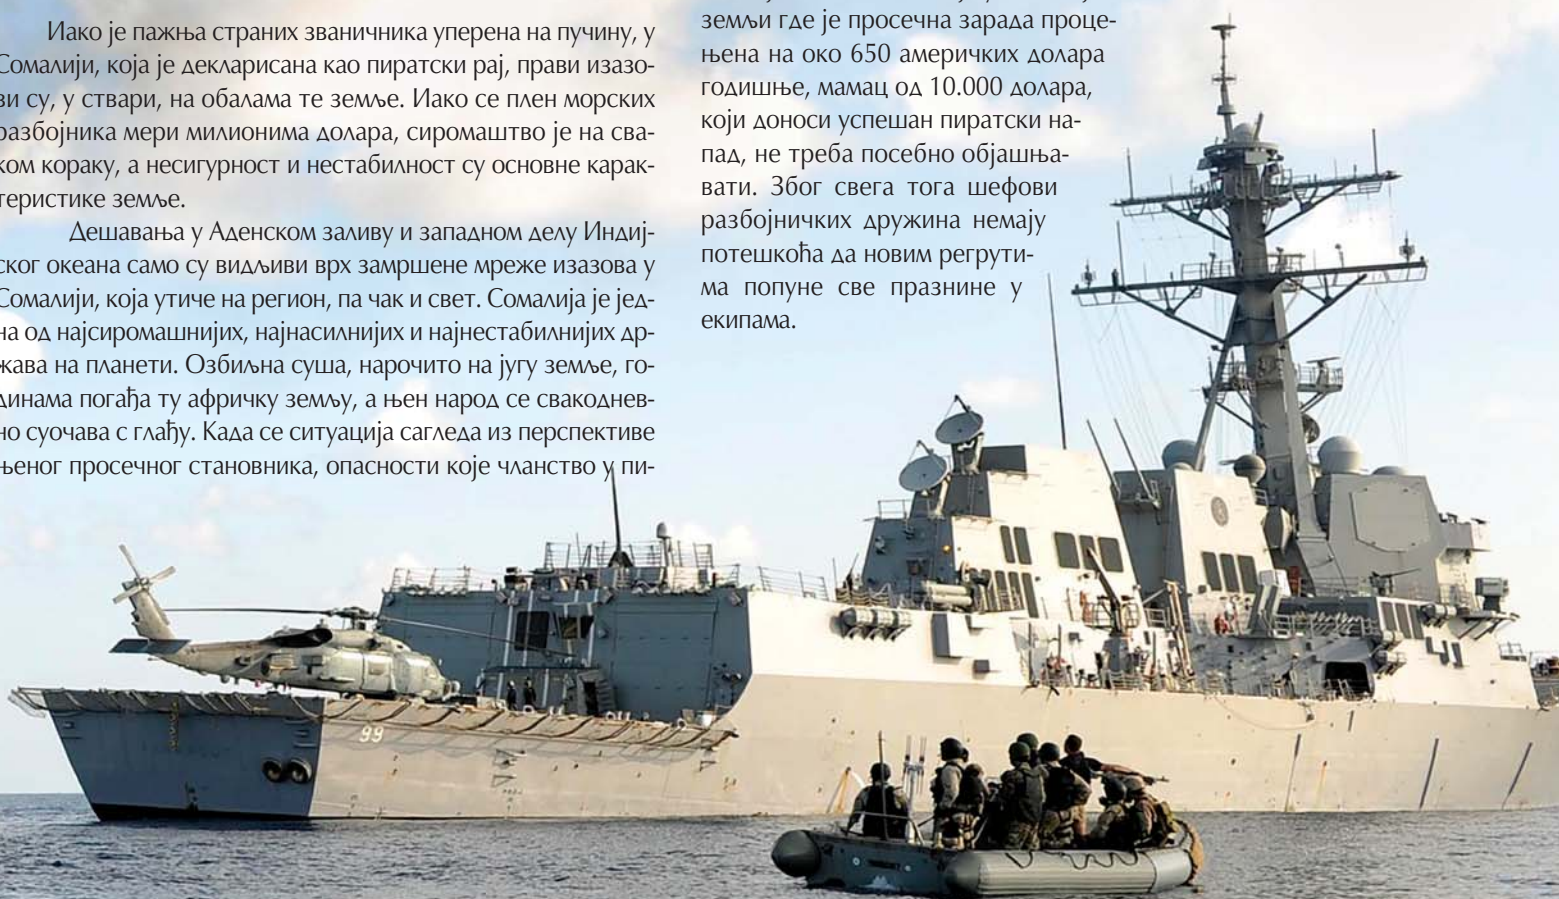 Иако је пажња страних званичника уперена на пучину, у
Сомалији, која је декларисана као пиратски рај, прави изазо-
ви су, у ствари, на обалама те земље. Иако се плен морских
разбојника мери милионима долара, сиромаштво је на сва-
ком кораку, а несигурност и нестабилност су основне карак-
теристике земље.
Дешавања у Аденском заливу и западном делу Индиј-
ског океана само су видљиви врх замршене мреже изазова у
Сомалији, која утиче на регион, па чак и свет. Сомалија је јед-
на од најсиромашнијих, најнасилнијих и најнестабилнијих др-
жава на планети. Озбиљна суша, нарочито на југу земље, го-
динама погађа ту афричку земљу, а њен народ се свакоднев-
но суочава с глађу. Када се ситуација сагледа из перспективе
њеног просечног становника, опасности које чланство у пи-
земљи где је просечна зарада проце-
њена на око 650 америчких долара
годишње, мамац од 10.000 долара,
који доноси успешан пиратски на-
пад, не треба посебно објашња-
вати. Због свега тога шефови
разбојничких дружина немају
потешкоћа да новим регрути-
ма попуне све празнине у
екипама.
99